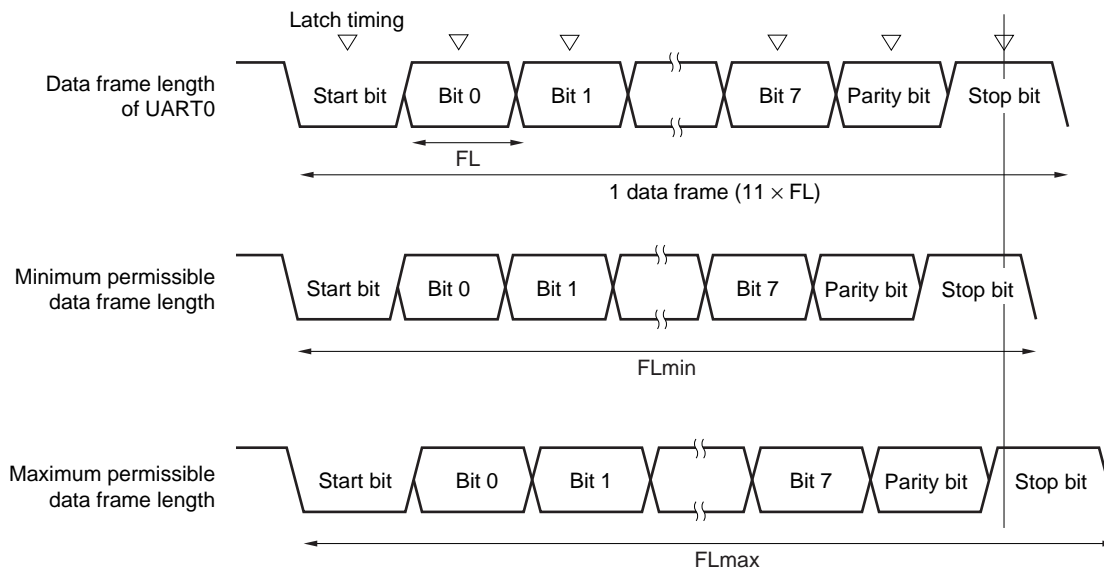 Latch timing
Data frame length
of UART0
Start bit
Bit 0
Bit 1
Bit 7
Parity bit
Stop bit
FL
1 data frame (11 × FL)
Minimum permissible
data frame length
Start bit
Bit 0
Bit 1
Bit 7
Parity bit
Stop bit
FLmin
Maximum permissible
data frame length
Start bit
Bit 0
Bit 1
Bit 7
Parity bit
Stop bit
FLmax